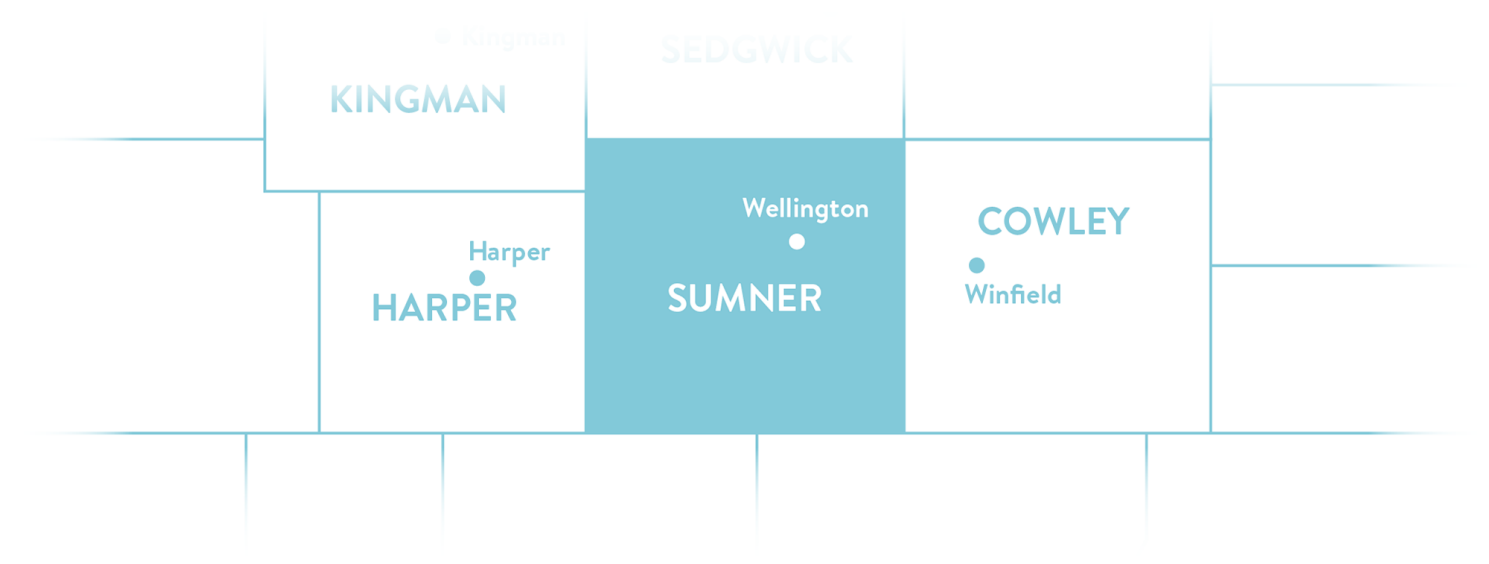 Kingman
SEDGWICK
KINGMAN
Wellington
COWLEY
Harper
HARPER
SUMNER
Winfield